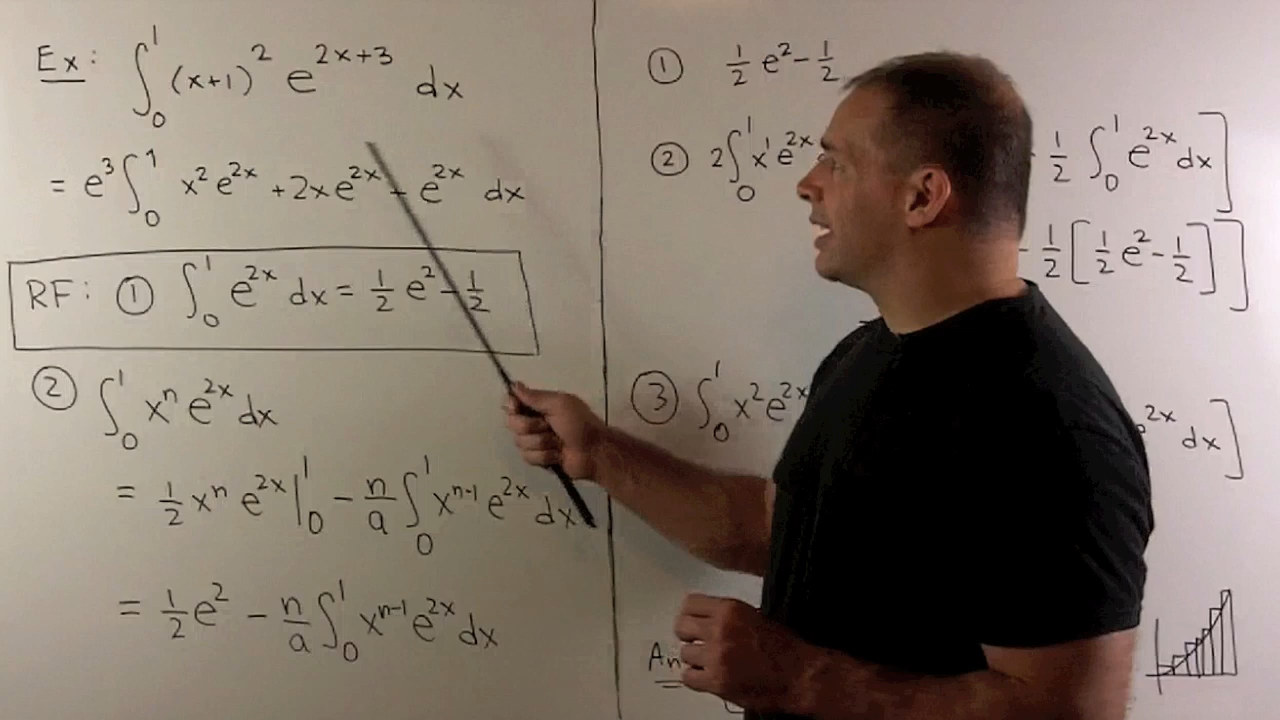 Ex: ∫₀¹ (x+1)² e^{2x+3} dx
= e³ ∫₀¹ x² e^{2x} + 2x e^{2x} + e^{2x} dx
RF: ① ∫₀¹ e^{2x} dx = 1/2 e² - 1/2
② ∫₀¹ xⁿ e^{2x} dx
= 1/2 xⁿ e^{2x} |₀¹ - n/a ∫₀¹ x^{n-1} e^{2x} dx
= 1/2 e² - n/a ∫₀¹ x^{n-1} e^{2x} dx
① 1/2 e² - 1/2
② 2 ∫₀¹ x¹ e^{2x} 1/2 ∫₀¹ e^{2x} dx ]
- 1/2 [ 1/2 e² - 1/2 ] ]
③ ∫₀¹ x² e^{2x} e^{2x} dx ]